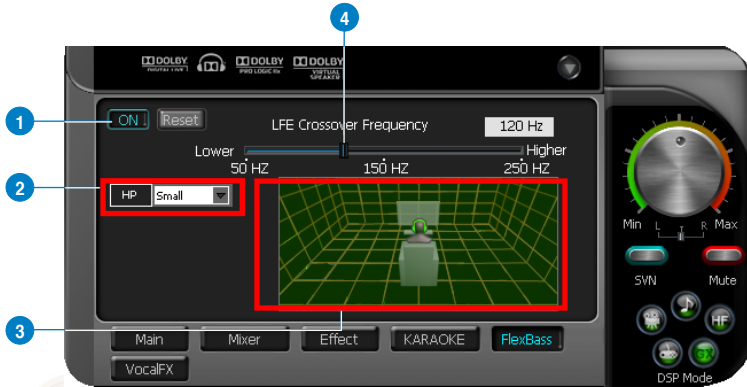 4
DOLBY DIGITAL LIVE
DOLBY PRO LOGIC IIx
DOLBY VIRTUAL SPEAKER
1
ON
Reset
LFE Crossover Frequency
120 Hz
Lower
Higher
50 HZ
150 HZ
250 HZ
2
HP
Small
Min
L
T
R
Max
SVN
Mute
HF
GX
DSP Mode
3
Main
Mixer
Effect
KARAOKE
FlexBass
VocalFX